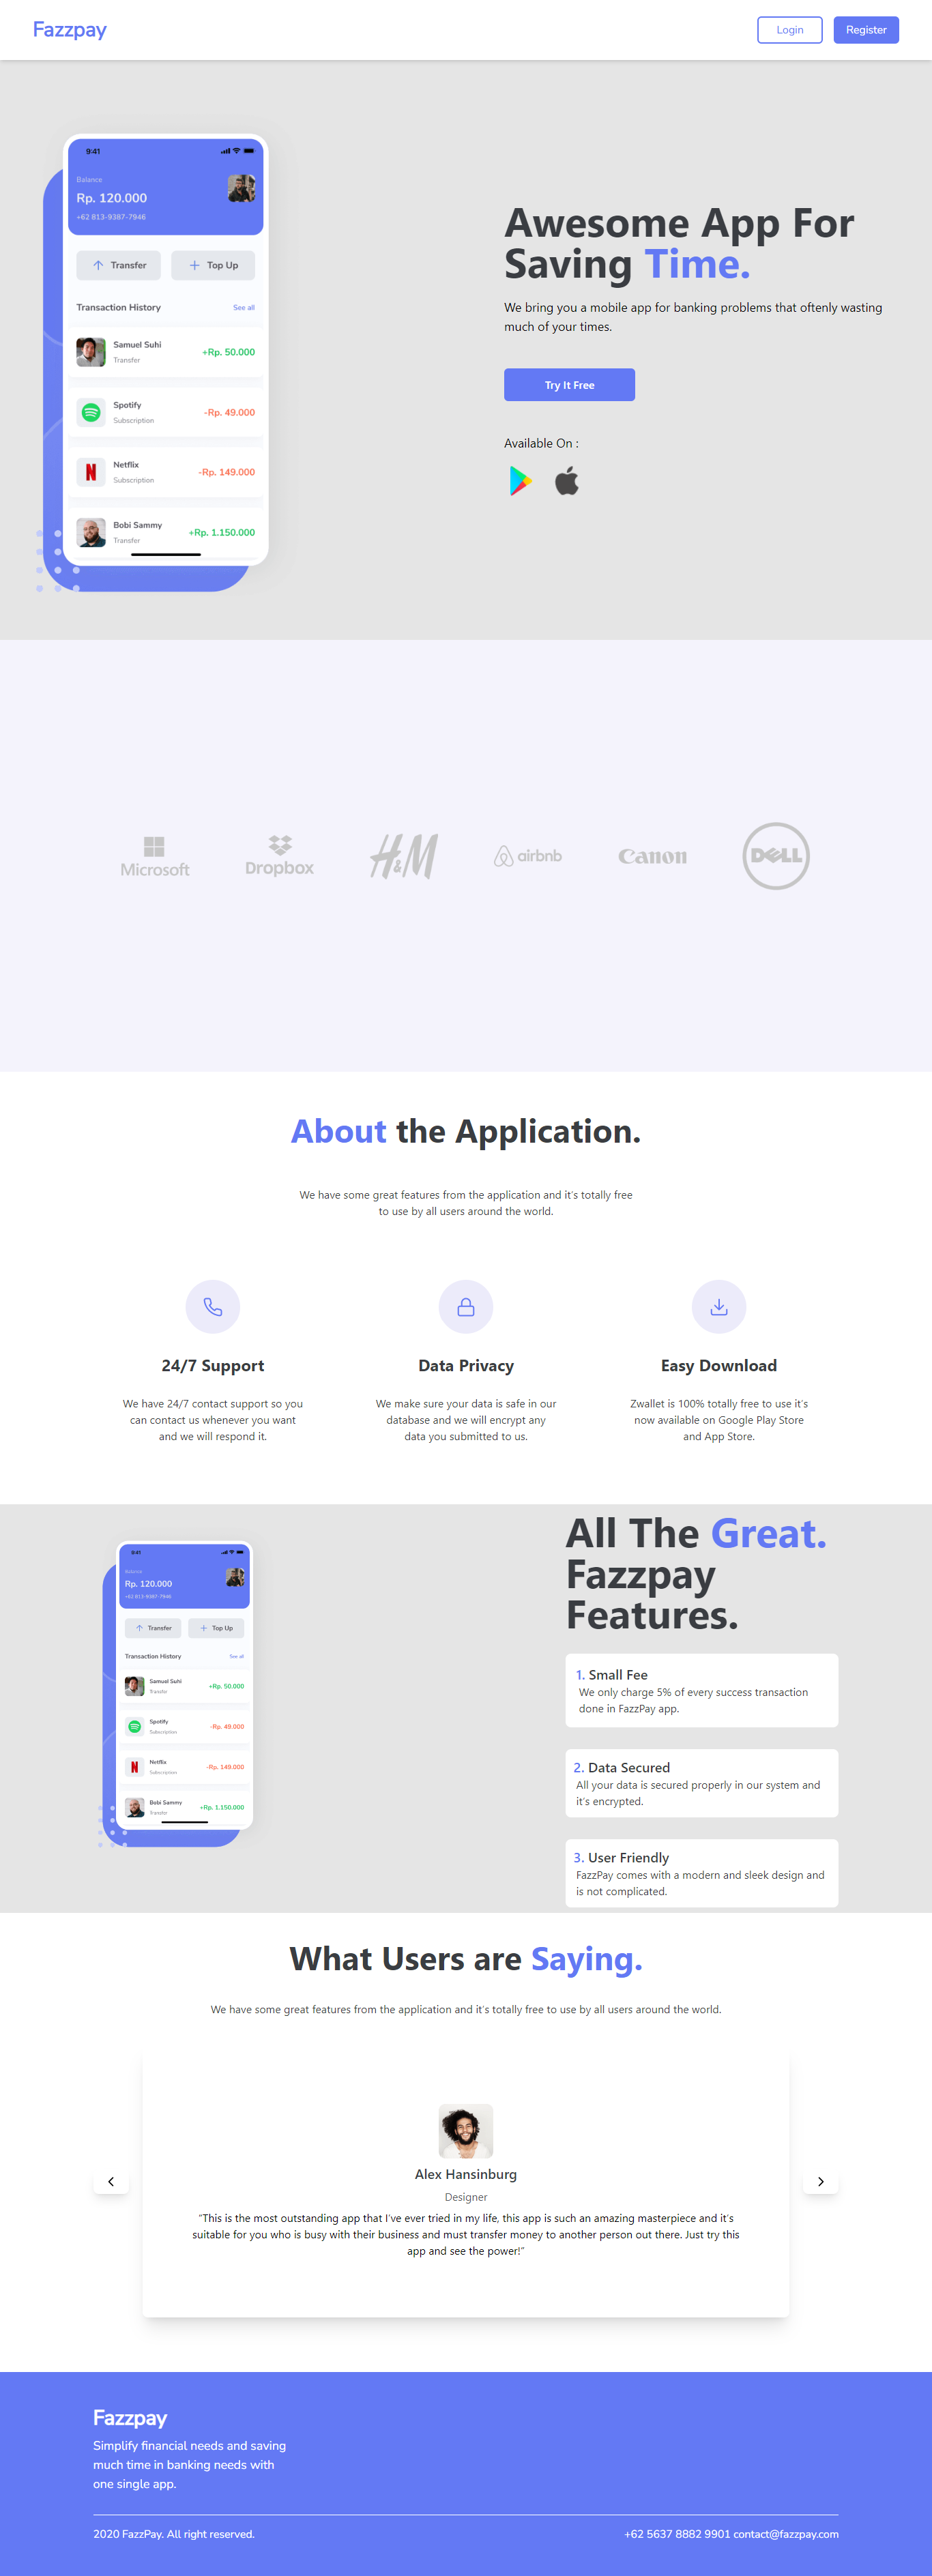 Fazzpay
Login
Register
9:41
Balance
Rp. 120.000
+62 813-9387-7946
Transfer
Top Up
Transaction History
See all
Samuel Suhi
Transfer
+Rp. 50.000
Spotify
Subscription
-Rp. 49.000
Netflix
Subscription
-Rp. 149.000
Bobi Sammy
Transfer
+Rp. 1.150.000
Awesome App For
Saving Time.
We bring you a mobile app for banking problems that oftenly wasting
much of your times.
Try It Free
Available On :
Microsoft
Dropbox
H&M
airbnb
Canon
DELL
About the Application.
We have some great features from the application and it's totally free
to use by all users around the world.
24/7 Support
We have 24/7 contact support so you
can contact us whenever you want
and we will respond it.
Data Privacy
We make sure your data is safe in our
database and we will encrypt any
data you submitted to us.
Easy Download
Zwallet is 100% totally free to use it's
now available on Google Play Store
and App Store.
9:41
Balance
Rp. 120.000
+62 813-9387-7946
Transfer
Top Up
Transaction History
See all
Samuel Suhi
Transfer
+Rp. 50.000
Spotify
Subscription
-Rp. 49.000
Netflix
Subscription
-Rp. 149.000
Bobi Sammy
Transfer
+Rp. 1.150.000
All The Great.
Fazzpay
Features.
1. Small Fee
We only charge 5% of every success transaction
done in FazzPay app.
2. Data Secured
All your data is secured properly in our system and
it's encrypted.
3. User Friendly
FazzPay comes with a modern and sleek design and
is not complicated.
What Users are Saying.
We have some great features from the application and it's totally free to use by all users around the world.
Alex Hansinburg
Designer
"This is the most outstanding app that I've ever tried in my life, this app is such an amazing masterpiece and it's
suitable for you who is busy with their business and must transfer money to another person out there. Just try this
app and see the power!"
Fazzpay
Simplify financial needs and saving
much time in banking needs with
one single app.
2020 FazzPay. All right reserved.
+62 5637 8882 9901 contact@fazzpay.com